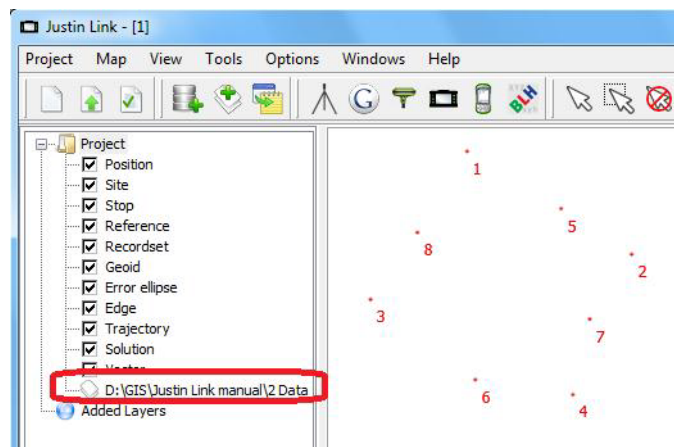 Justin Link - [1]
Project Map View Tools Options Windows Help
G BLH
Project
Position
Site
Stop
Reference
Recordset
Geoid
Error ellipse
Edge
Trajectory
Solution
Vector
D:\GIS\Justin Link manual\2 Data
Added Layers
1
5
8
2
3
7
6
4